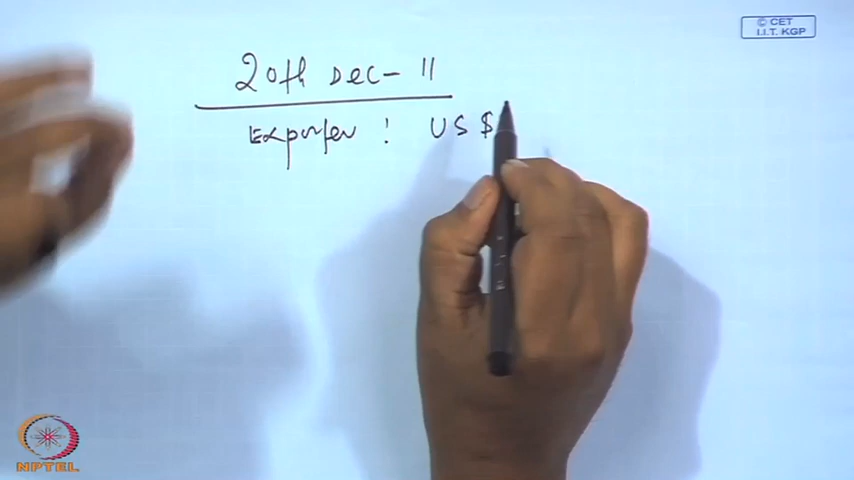 © CET
I.I.T. KGP
20th Dec- 11
Exporter : US $
NPTEL